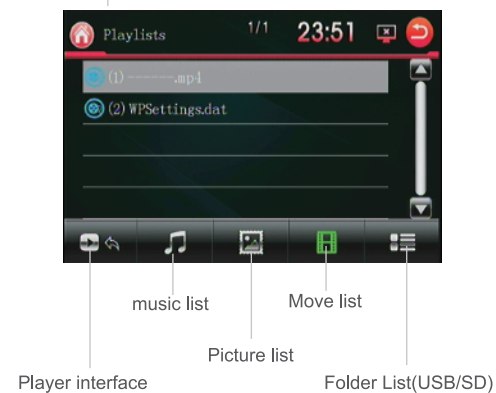 Playlists 1/1 23:51
(1)-------.mp4
(2)WPSettings.dat
music list
Move list
Picture list
Player interface
Folder List(USB/SD)